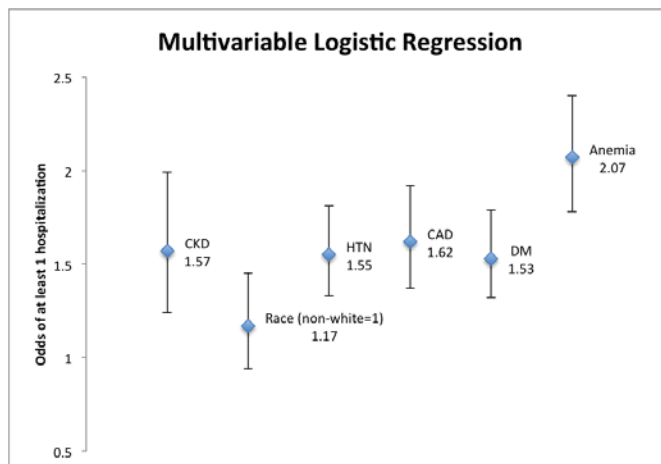 Multivariable Logistic Regression
Odds of at least 1 hospitalization
2.5
2
1.5
1
0.5
CKD
1.57
Race (non-white=1)
1.17
HTN
1.55
CAD
1.62
DM
1.53
Anemia
2.07